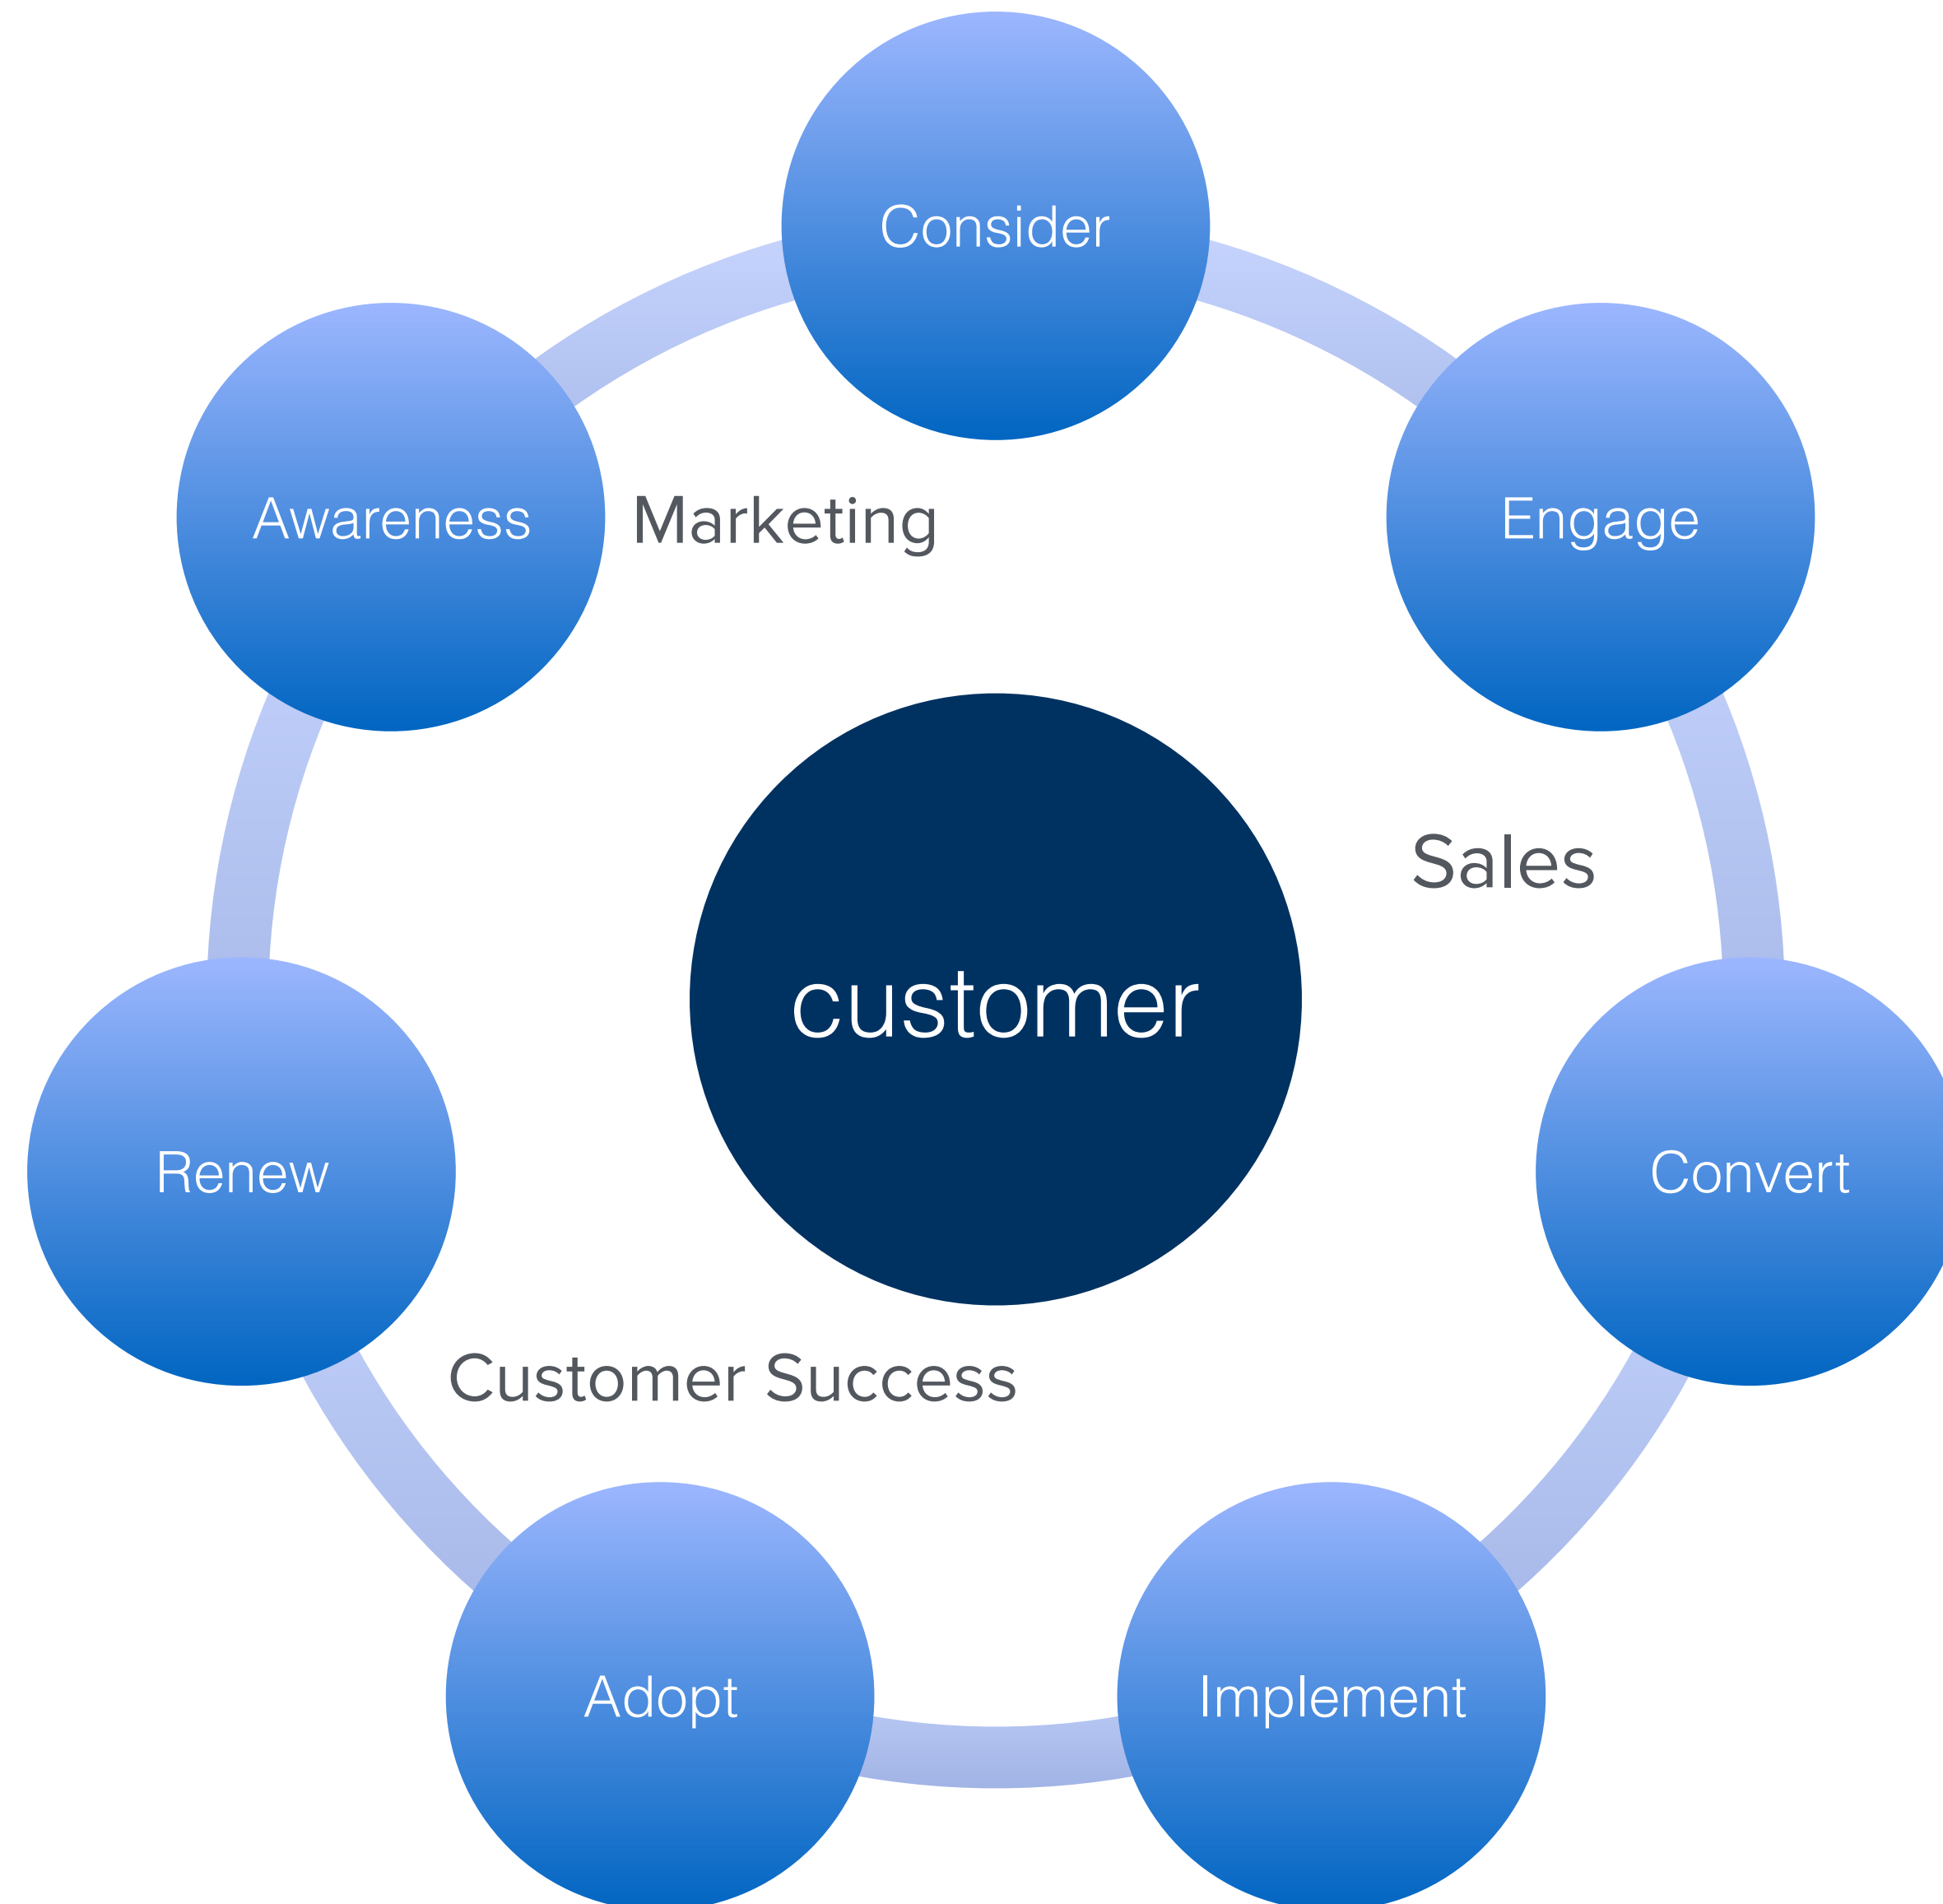 Consider
Awareness
Marketing
Engage
Sales
customer
Renew
Convert
Customer Success
Adopt
Implement